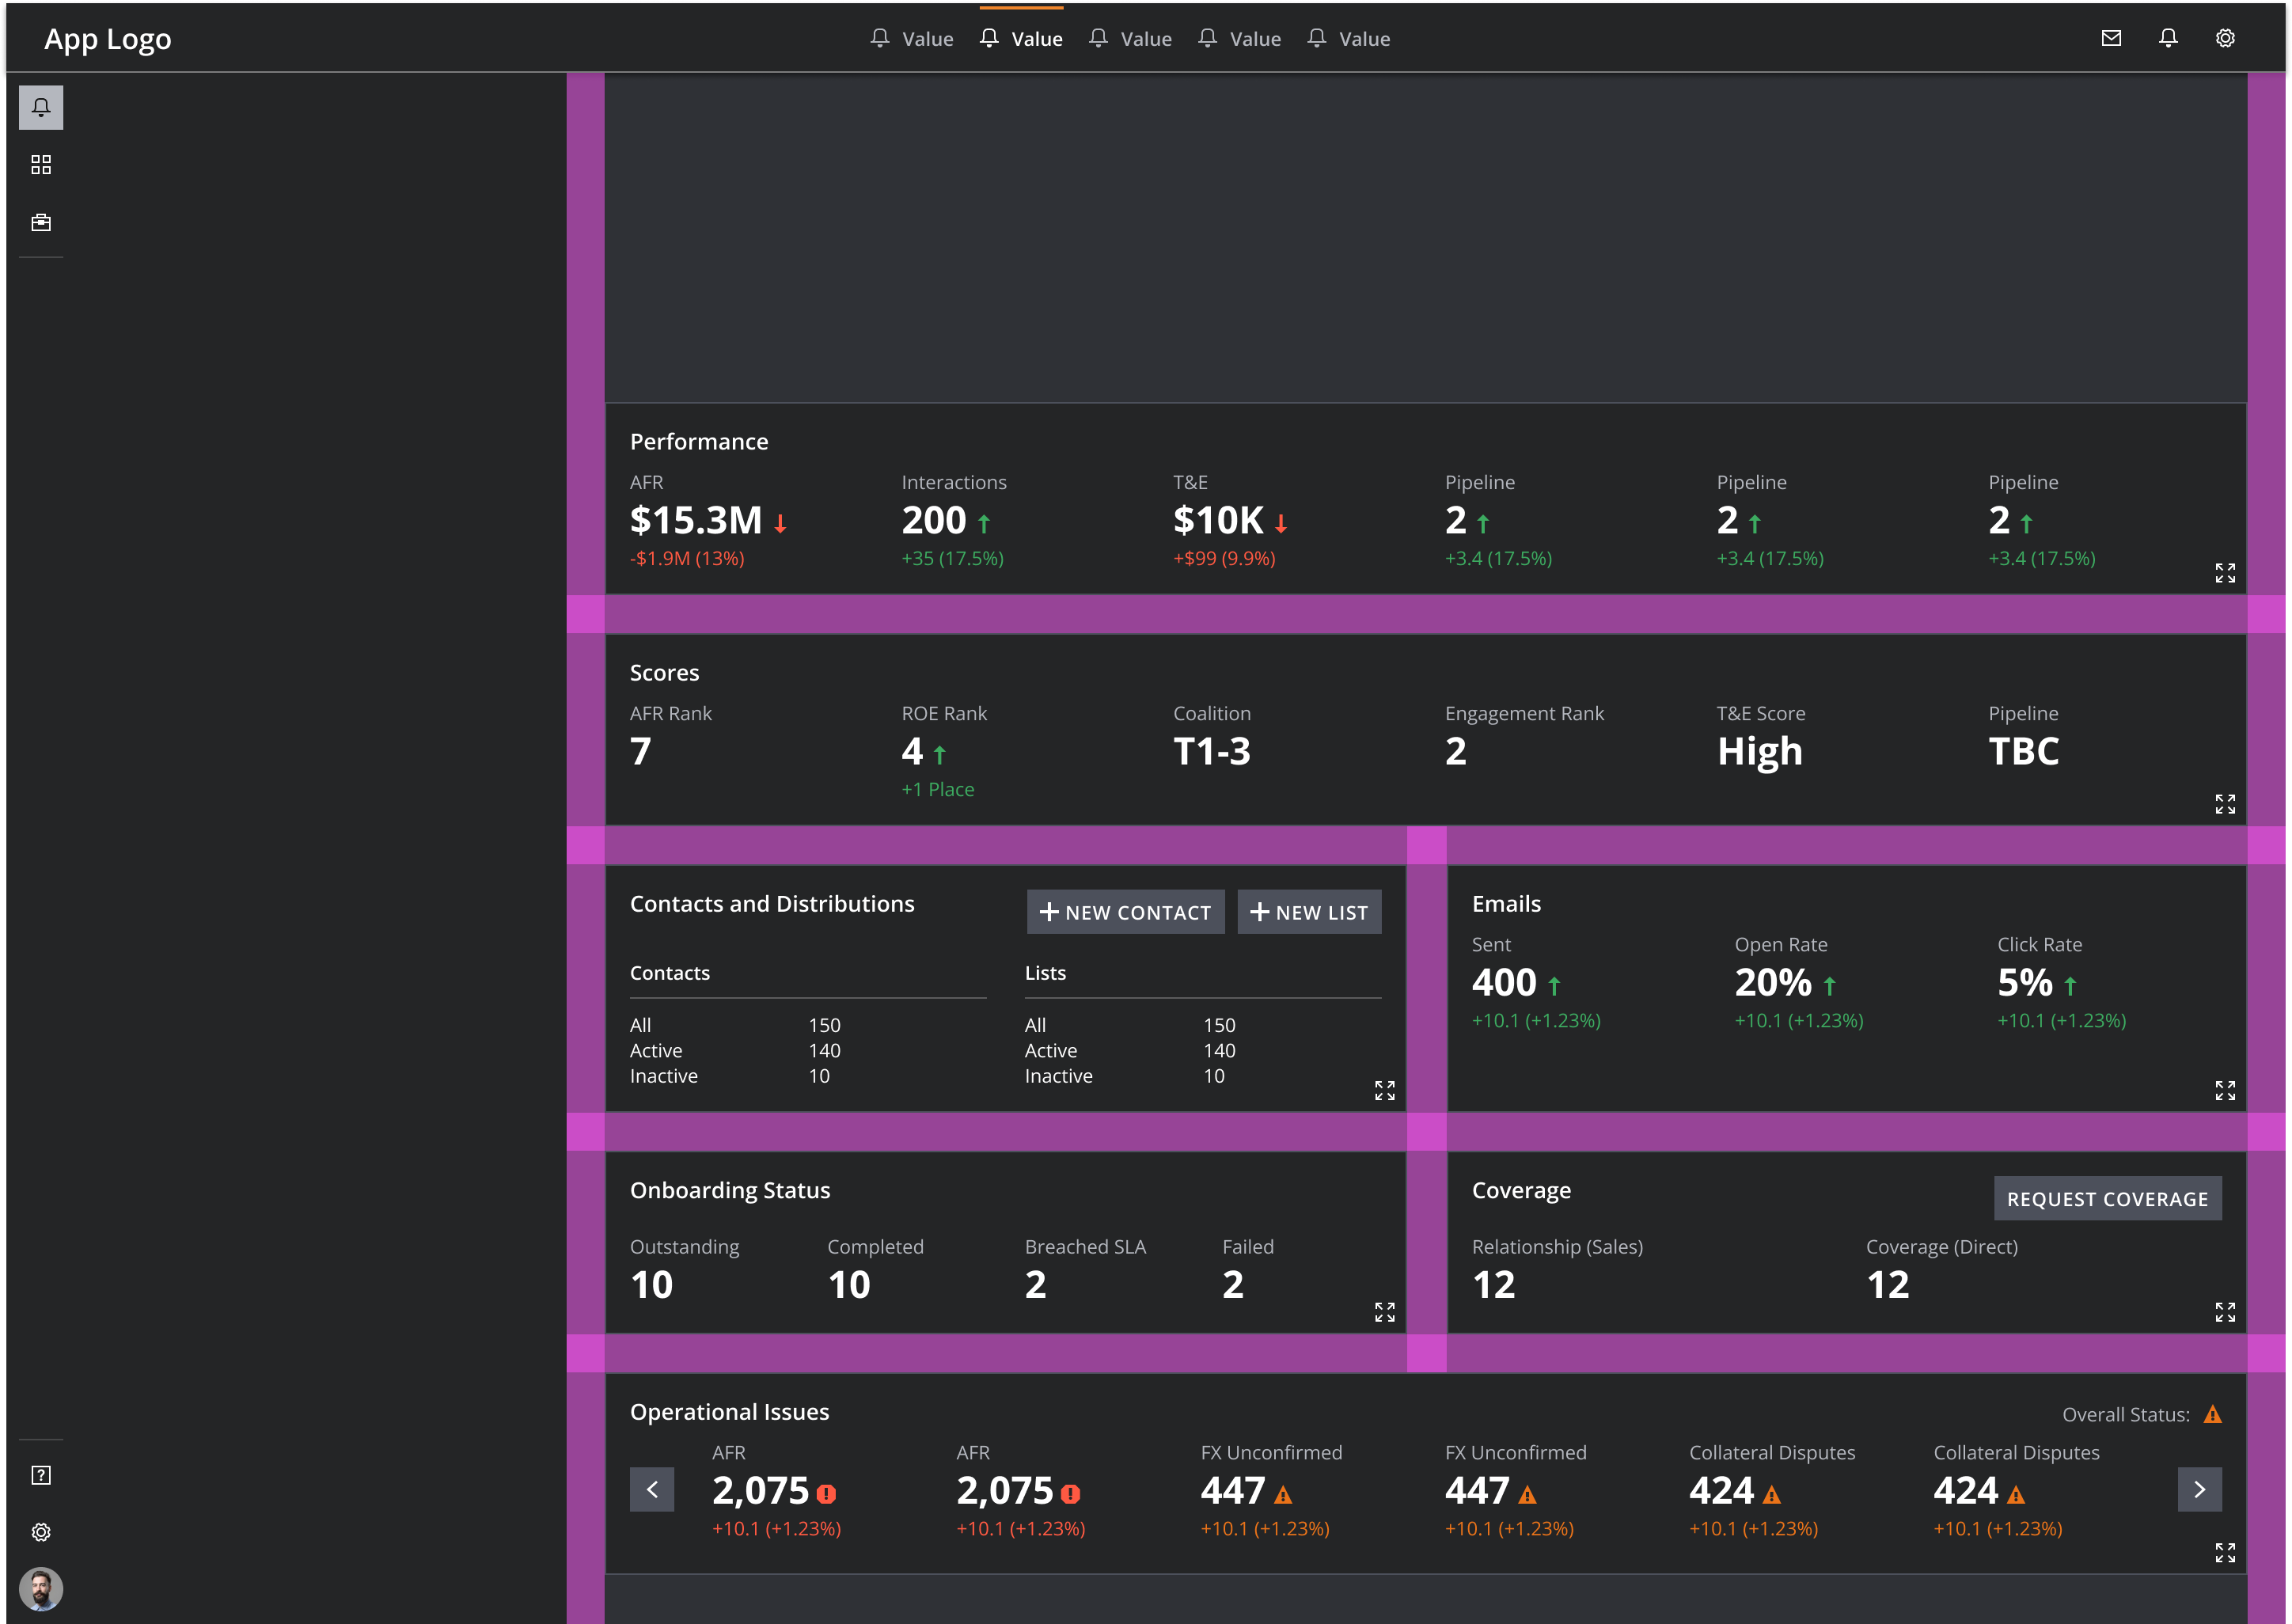 App Logo
Value Value Value Value Value
Performance
AFR Interactions T&E Pipeline Pipeline Pipeline
$15.3M 200 $10K 2 2 2
-$1.9M (13%) +35 (17.5%) +$99 (9.9%) +3.4 (17.5%) +3.4 (17.5%) +3.4 (17.5%)
Scores
AFR Rank ROE Rank Coalition Engagement Rank T&E Score Pipeline
7 4 T1-3 2 High TBC
+1 Place
Contacts and Distributions
NEW CONTACT NEW LIST
Contacts Lists
All 150 All 150
Active 140 Active 140
Inactive 10 Inactive 10
Emails
Sent Open Rate Click Rate
400 20% 5%
+10.1 (+1.23%) +10.1 (+1.23%) +10.1 (+1.23%)
Onboarding Status
Outstanding Completed Breached SLA Failed
10 10 2 2
Coverage
REQUEST COVERAGE
Relationship (Sales) Coverage (Direct)
12 12
Operational Issues
Overall Status:
AFR AFR FX Unconfirmed FX Unconfirmed Collateral Disputes Collateral Disputes
2,075 2,075 447 447 424 424
+10.1 (+1.23%) +10.1 (+1.23%) +10.1 (+1.23%) +10.1 (+1.23%) +10.1 (+1.23%) +10.1 (+1.23%)